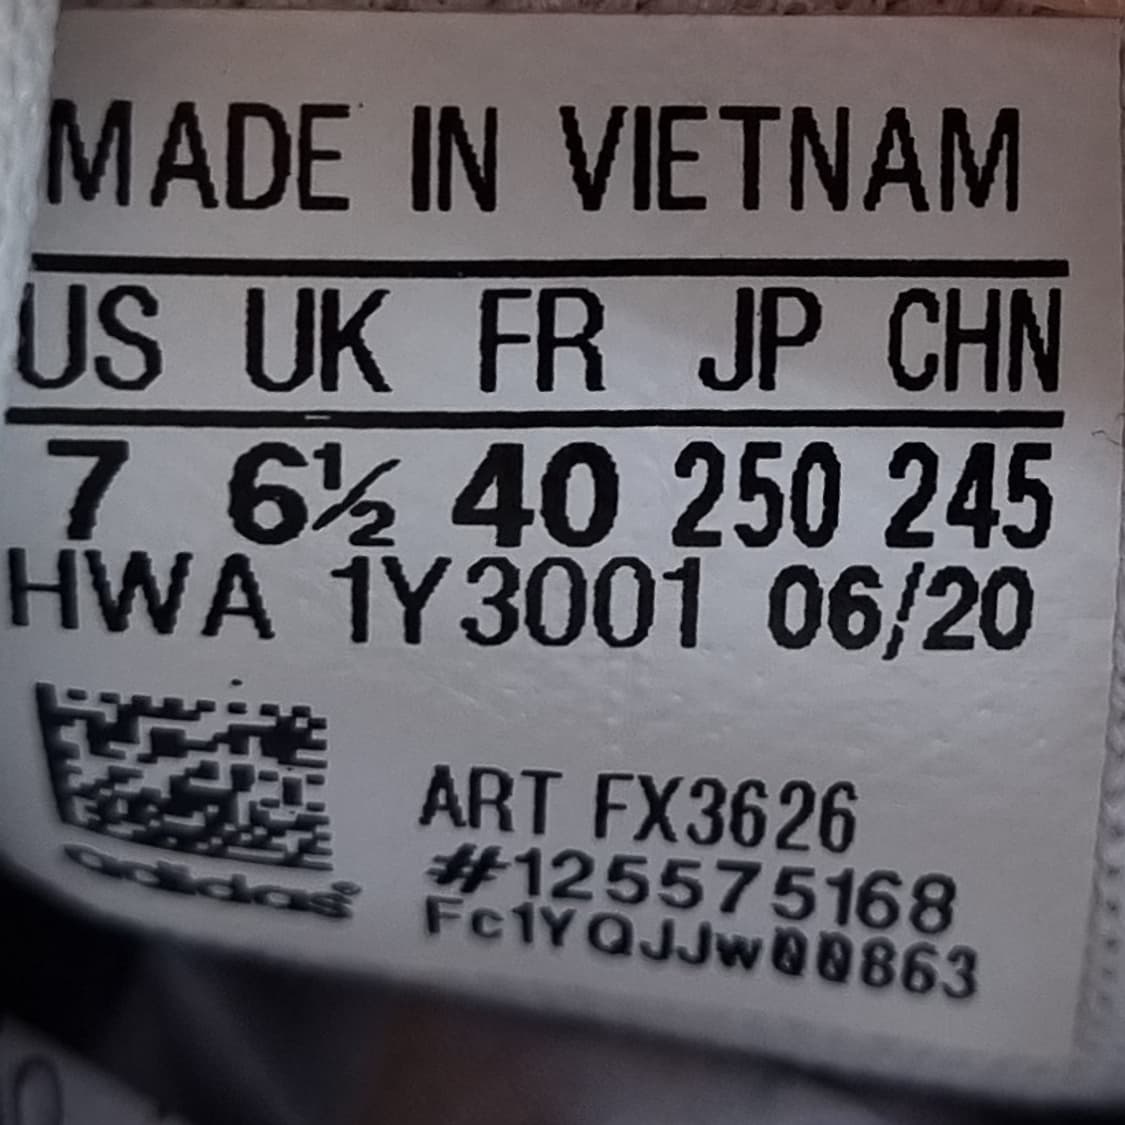 MADE IN VIETNAM
US UK FR JP CHN
7 6½ 40 250 245
HWA 1Y3001 06/20
ART FX3626
#125575168
Fc1YQJJw00863
adidas